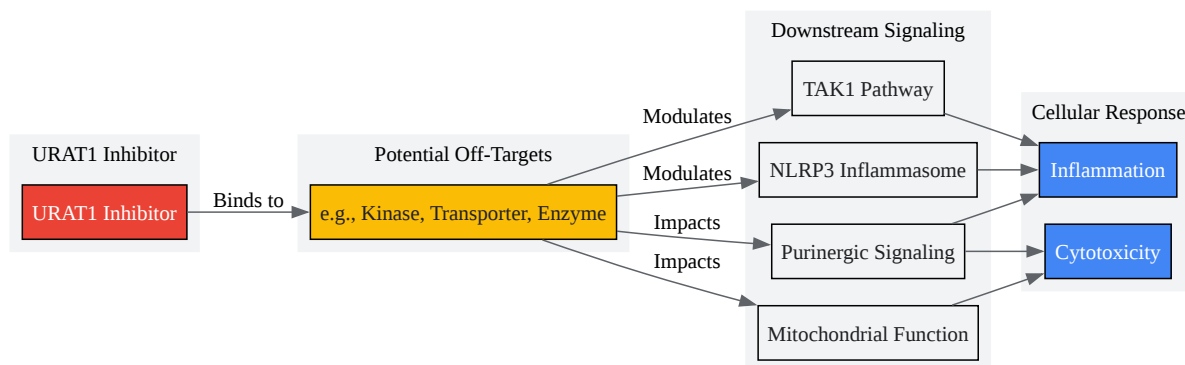 URAT1 Inhibitor
URAT1 Inhibitor
Binds to
Potential Off-Targets
e.g., Kinase, Transporter, Enzyme
Modulates
Modulates
Impacts
Impacts
Downstream Signaling
TAK1 Pathway
NLRP3 Inflammasome
Purinergic Signaling
Mitochondrial Function
Cellular Response
Inflammation
Cytotoxicity